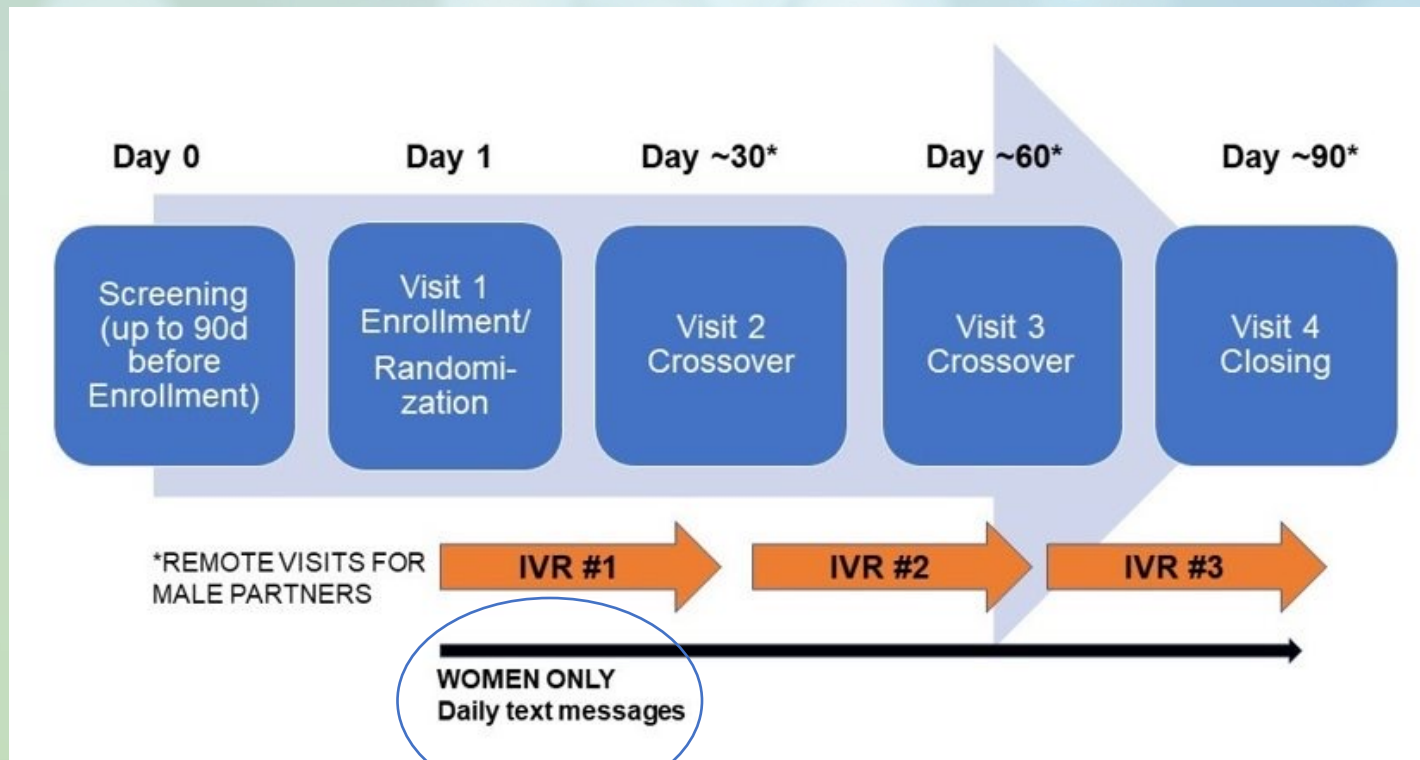 Day 0
Day 1
Day ~30*
Day ~60*
Day ~90*
Screening
(up to 90d
before
Enrollment)
Visit 1
Enrollment/
Randomi-
zation
Visit 2
Crossover
Visit 3
Crossover
Visit 4
Closing
*REMOTE VISITS FOR
MALE PARTNERS
IVR #1
IVR #2
IVR #3
WOMEN ONLY
Daily text messages